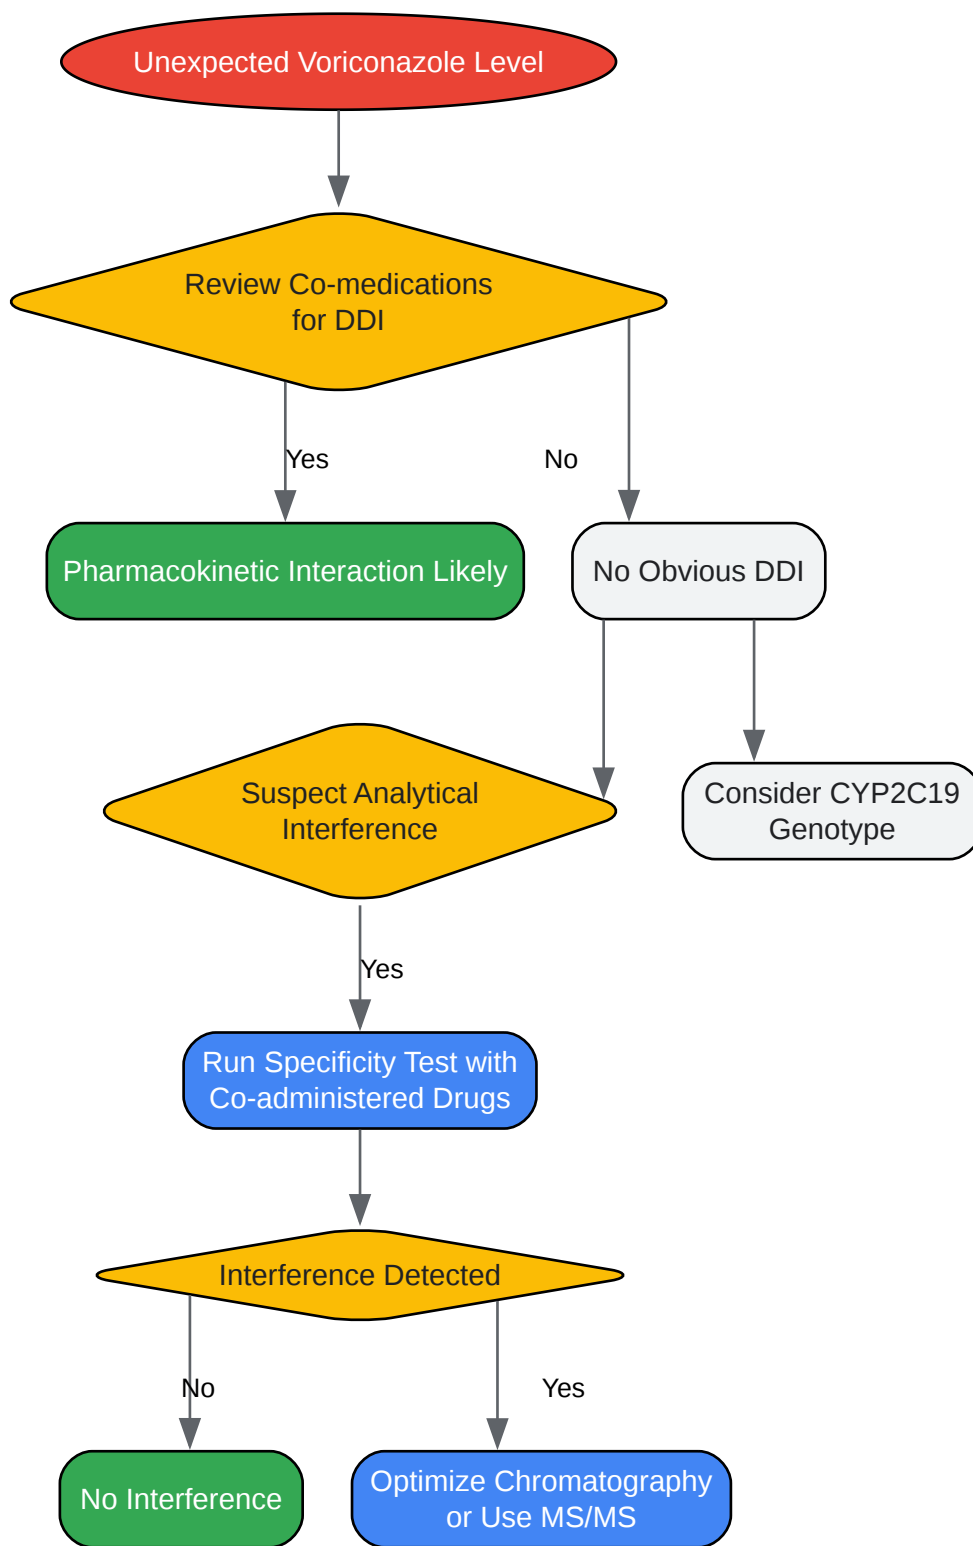 Unexpected Voriconazole Level
Review Co-medications
for DDI
Yes
No
Pharmacokinetic Interaction Likely
No Obvious DDI
Suspect Analytical
Interference
Consider CYP2C19
Genotype
Yes
Run Specificity Test with
Co-administered Drugs
Interference Detected
No
Yes
No Interference
Optimize Chromatography
or Use MS/MS